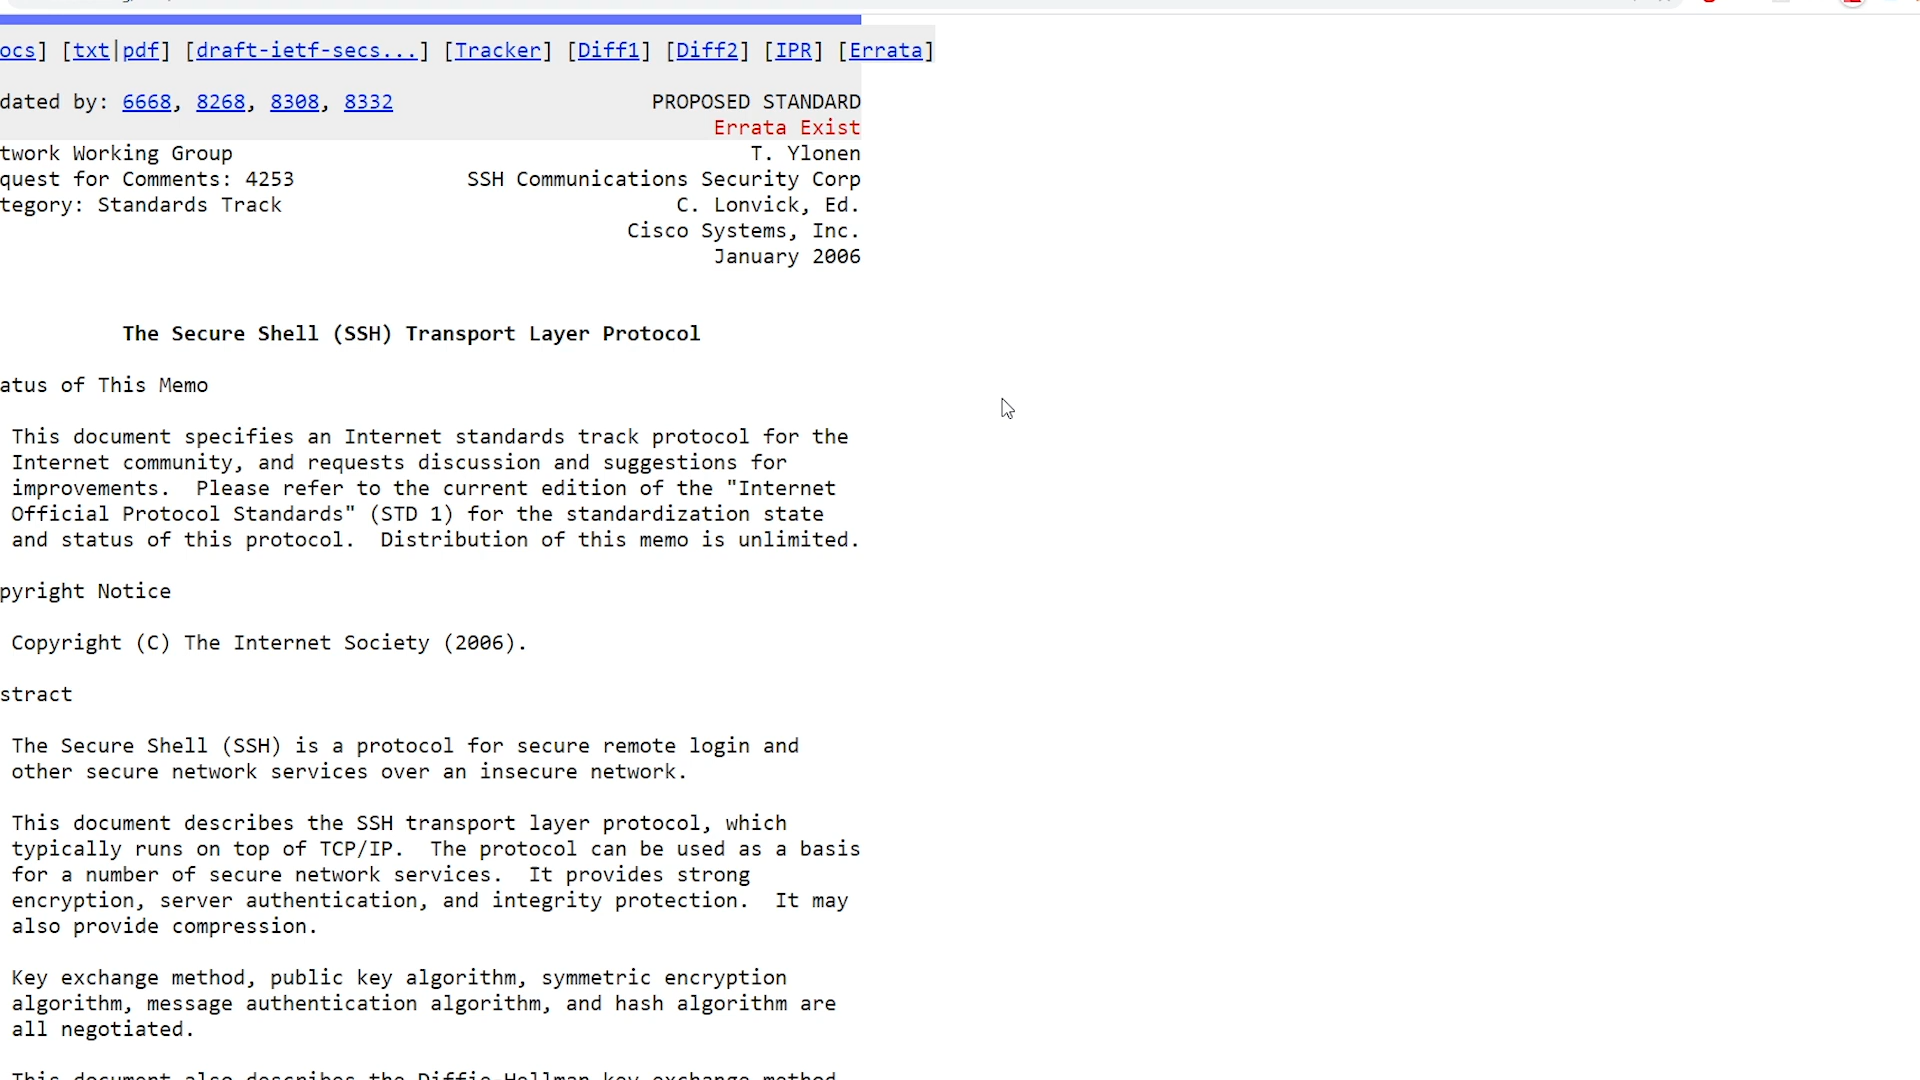 ocs] [txt|pdf] [draft-ietf-secs...] [Tracker] [Diff1] [Diff2] [IPR] [Errata]
dated by: 6668, 8268, 8308, 8332 PROPOSED STANDARD
Errata Exist
twork Working Group T. Ylonen
quest for Comments: 4253 SSH Communications Security Corp
tegory: Standards Track C. Lonvick, Ed.
Cisco Systems, Inc.
January 2006
The Secure Shell (SSH) Transport Layer Protocol
atus of This Memo
This document specifies an Internet standards track protocol for the
Internet community, and requests discussion and suggestions for
improvements. Please refer to the current edition of the "Internet
Official Protocol Standards" (STD 1) for the standardization state
and status of this protocol. Distribution of this memo is unlimited.
pyright Notice
Copyright (C) The Internet Society (2006).
stract
The Secure Shell (SSH) is a protocol for secure remote login and
other secure network services over an insecure network.
This document describes the SSH transport layer protocol, which
typically runs on top of TCP/IP. The protocol can be used as a basis
for a number of secure network services. It provides strong
encryption, server authentication, and integrity protection. It may
also provide compression.
Key exchange method, public key algorithm, symmetric encryption
algorithm, message authentication algorithm, and hash algorithm are
all negotiated.
This document also describes the Diffie-Hellman key exchange method